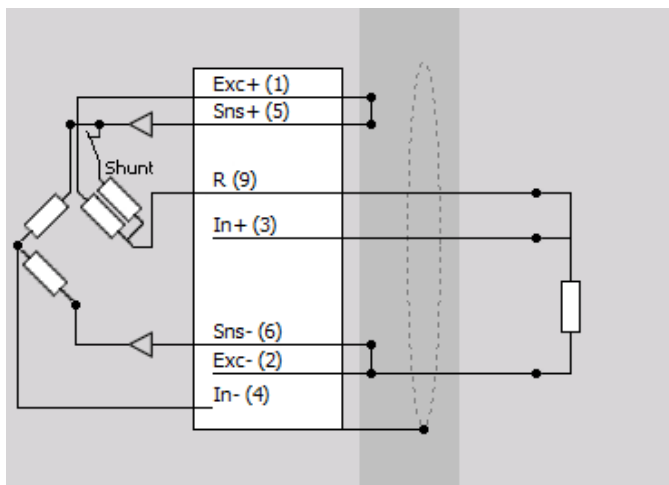 Exc+ (1)
Sns+ (5)
Shunt
R (9)
In+ (3)
Sns- (6)
Exc- (2)
In- (4)